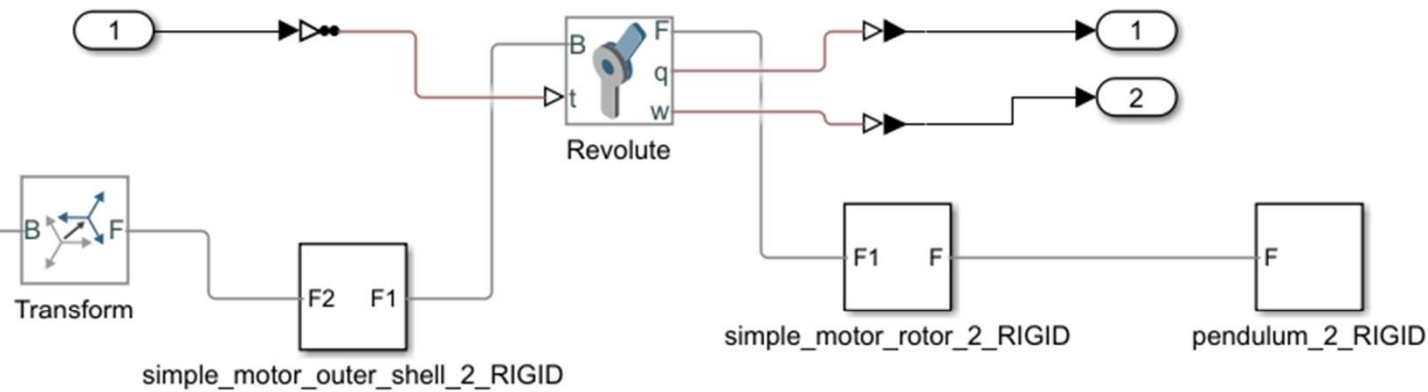 1
B
t
F
q
w
Revolute
1
2
B
F
Transform
F2
F1
simple_motor_outer_shell_2_RIGID
F1
F
simple_motor_rotor_2_RIGID
F
pendulum_2_RIGID